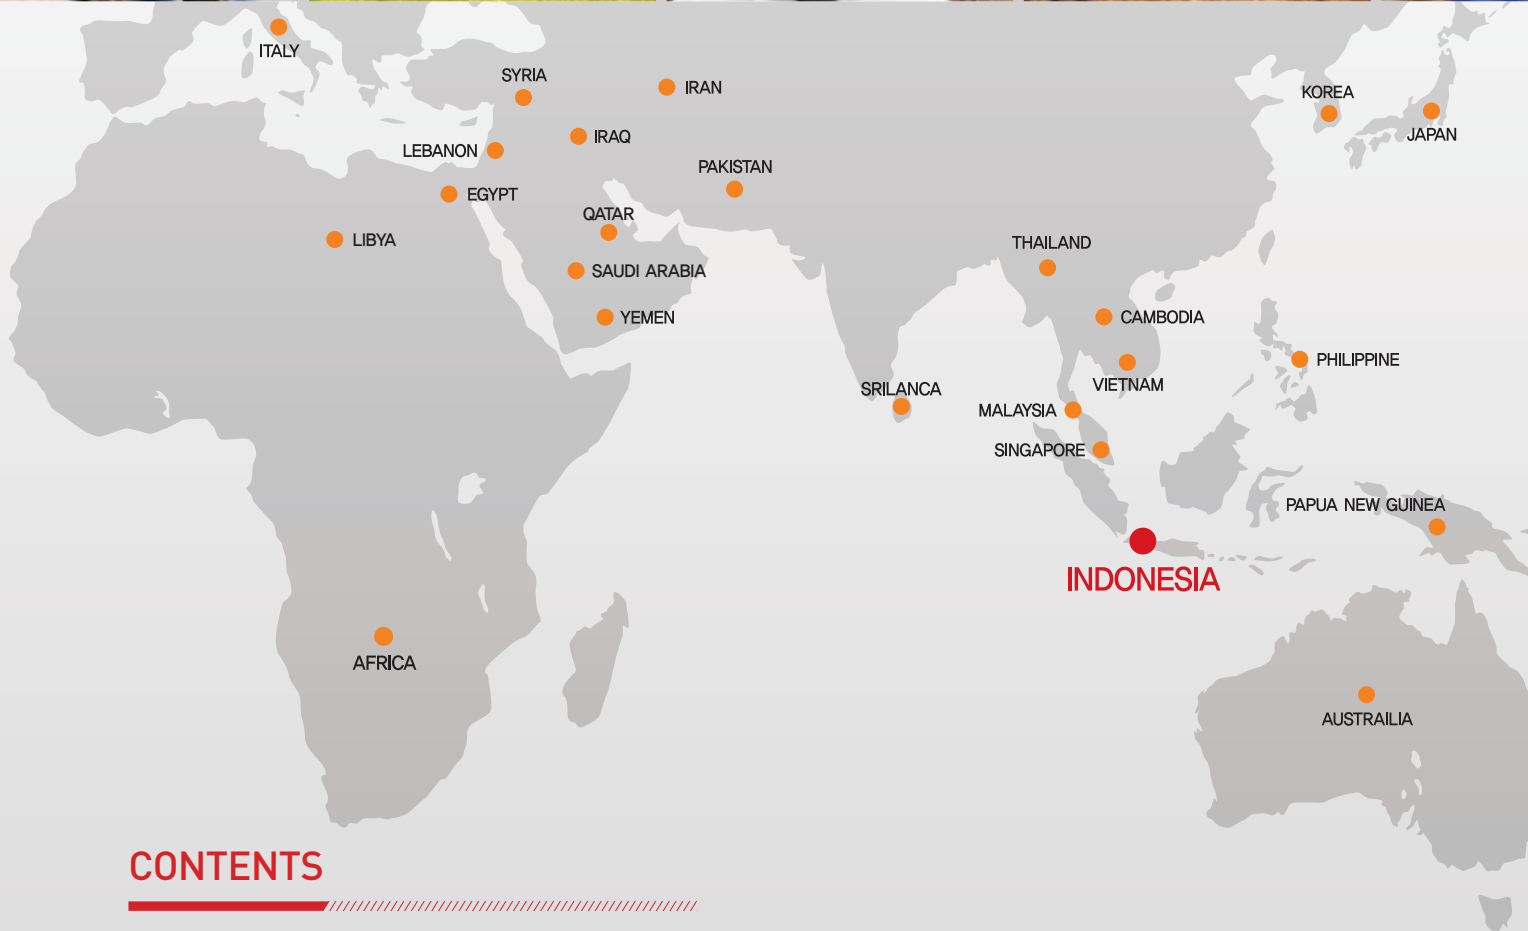 ITALY
SYRIA
IRAN
KOREA
JAPAN
IRAQ
LEBANON
PAKISTAN
EGYPT
QATAR
LIBYA
THAILAND
SAUDI ARABIA
YEMEN
CAMBODIA
PHILIPPINE
VIETNAM
SRILANCA
MALAYSIA
SINGAPORE
PAPUA NEW GUINEA
INDONESIA
AFRICA
AUSTRAILIA
CONTENTS